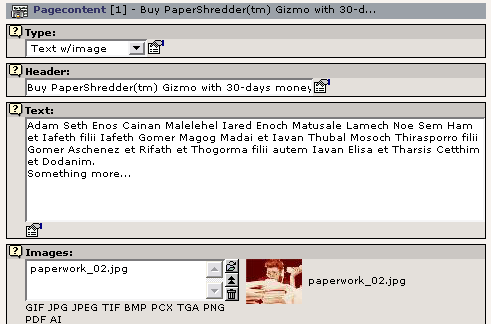 Pagecontent [1] - Buy PaperShredder(tm) Gizmo with 30-d...
Type:
Text w/image
Header:
Buy PaperShredder(tm) Gizmo with 30-days money
Text:
Adam Seth Enos Cainan Malelehel Iared Enoch Matusale Lamech Noe Sem Ham
et Iafeth filii Iafeth Gomer Magog Madai et Iavan Thubal Mosoch Thirasporro filii
Gomer Aschenez et Rifath et Thogorma filii autem Iavan Elisa et Tharsis Cetthim
et Dodanim.
Something more...
Images:
paperwork_02.jpg
paperwork_02.jpg
GIF JPG JPEG TIF BMP PCX TGA PNG
PDF AI